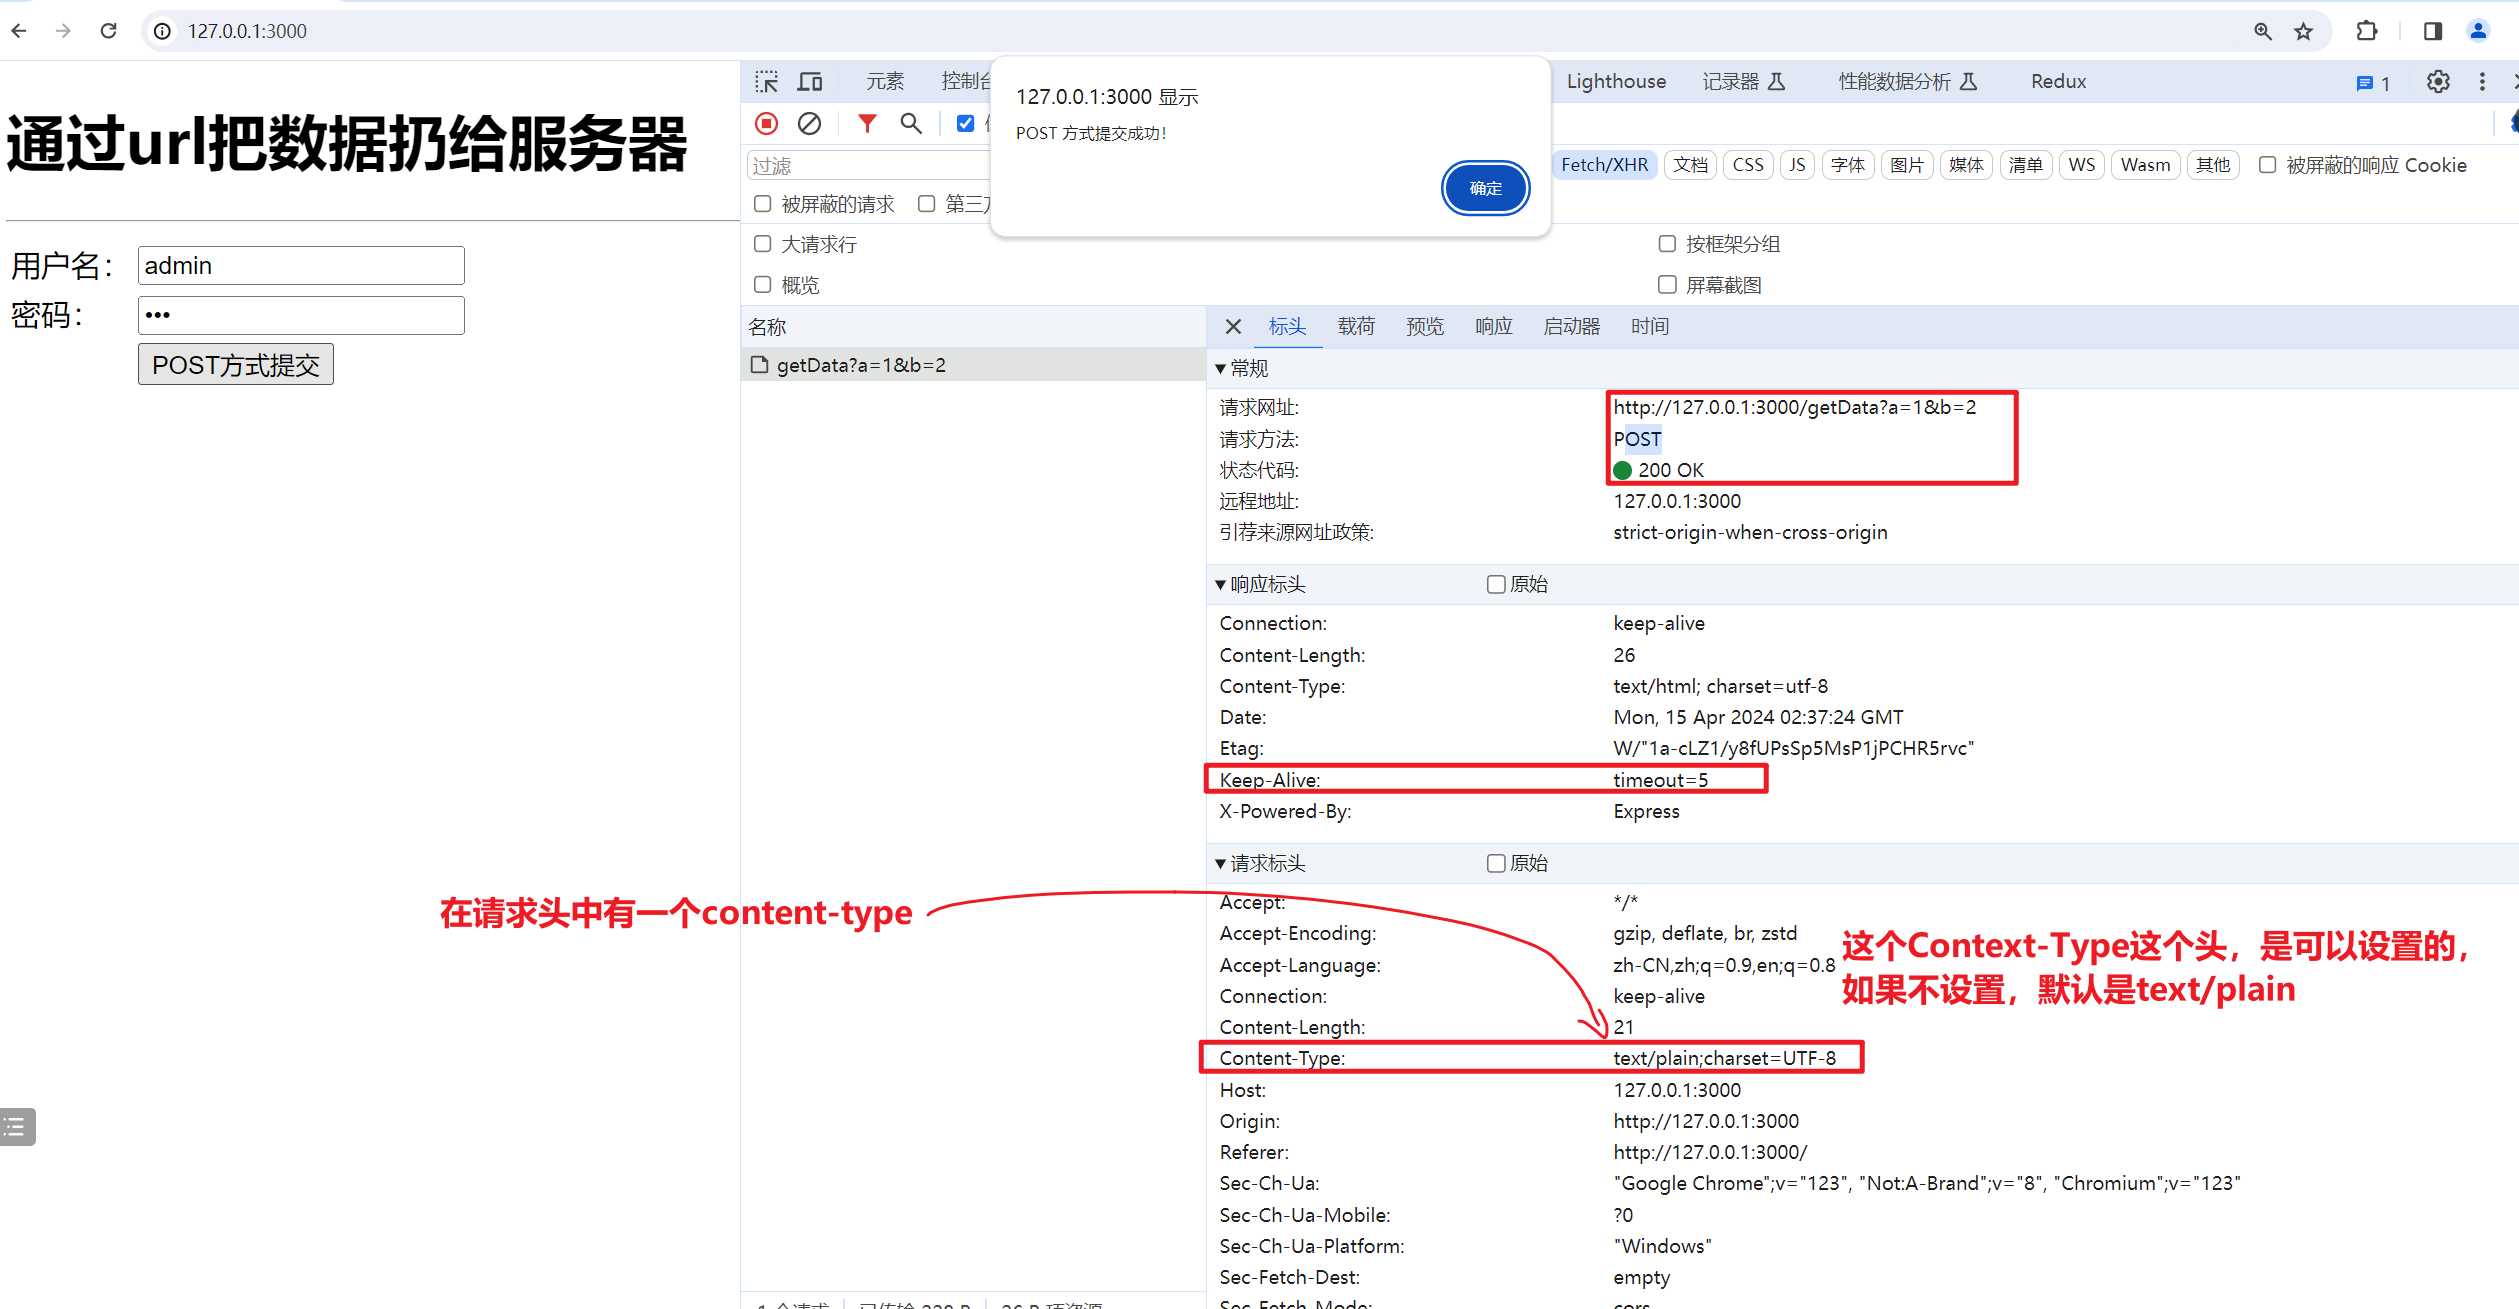 127.0.0.1:3000
通过url把数据扔给服务器
用户名：
admin
密码：
•••
POST方式提交
元素
控制台
127.0.0.1:3000 显示
POST 方式提交成功！
确定
Lighthouse
记录器
性能数据分析
Redux
1
过滤
Fetch/XHR
文档
CSS
JS
字体
图片
媒体
清单
WS
Wasm
其他
被屏蔽的响应 Cookie
被屏蔽的请求
第三方
大请求行
按框架分组
概览
屏幕截图
名称
getData?a=1&b=2
标头
载荷
预览
响应
启动器
时间
常规
请求网址:
http://127.0.0.1:3000/getData?a=1&b=2
请求方法:
POST
状态代码:
200 OK
远程地址:
127.0.0.1:3000
引荐来源网址政策:
strict-origin-when-cross-origin
响应标头
原始
Connection:
keep-alive
Content-Length:
26
Content-Type:
text/html; charset=utf-8
Date:
Mon, 15 Apr 2024 02:37:24 GMT
Etag:
W/"1a-cLZ1/y8fUPsSp5MsP1jPCHR5rvc"
Keep-Alive:
timeout=5
X-Powered-By:
Express
请求标头
原始
在请求头中有一个content-type
Accept:
*/*
Accept-Encoding:
gzip, deflate, br, zstd
Accept-Language:
zh-CN,zh;q=0.9,en;q=0.8
这个Context-Type这个头，是可以设置的，
如果不设置，默认是text/plain
Connection:
keep-alive
Content-Length:
21
Content-Type:
text/plain;charset=UTF-8
Host:
127.0.0.1:3000
Origin:
http://127.0.0.1:3000
Referer:
http://127.0.0.1:3000/
Sec-Ch-Ua:
"Google Chrome";v="123", "Not:A-Brand";v="8", "Chromium";v="123"
Sec-Ch-Ua-Mobile:
?0
Sec-Ch-Ua-Platform:
"Windows"
Sec-Fetch-Dest:
empty
Sec-Fetch-Mode:
cors